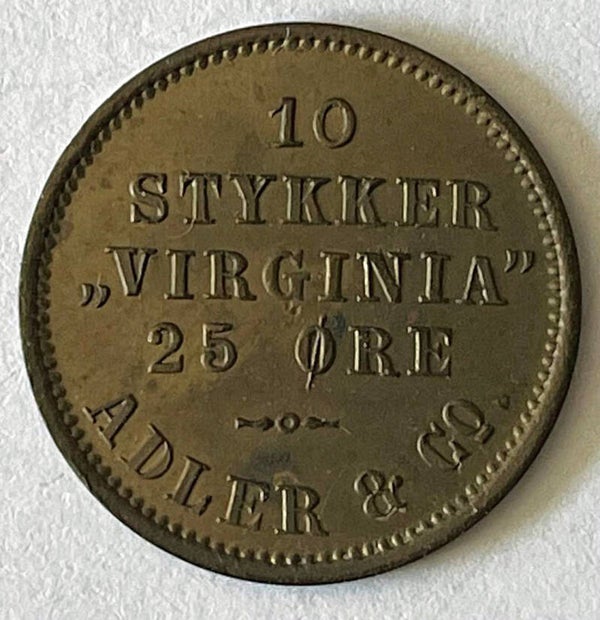 10
STYKKER
„VIRGINIA”
25 ØRE
ADLER & CO.